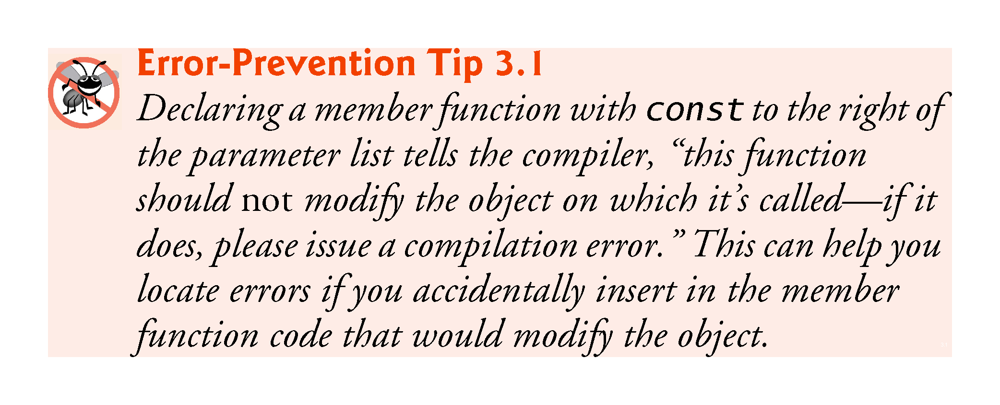 Error-Prevention Tip 3.1
Declaring a member function with const to the right of
the parameter list tells the compiler, “this function
should not modify the object on which it’s called—if it
does, please issue a compilation error.” This can help you
locate errors if you accidentally insert in the member
function code that would modify the object.